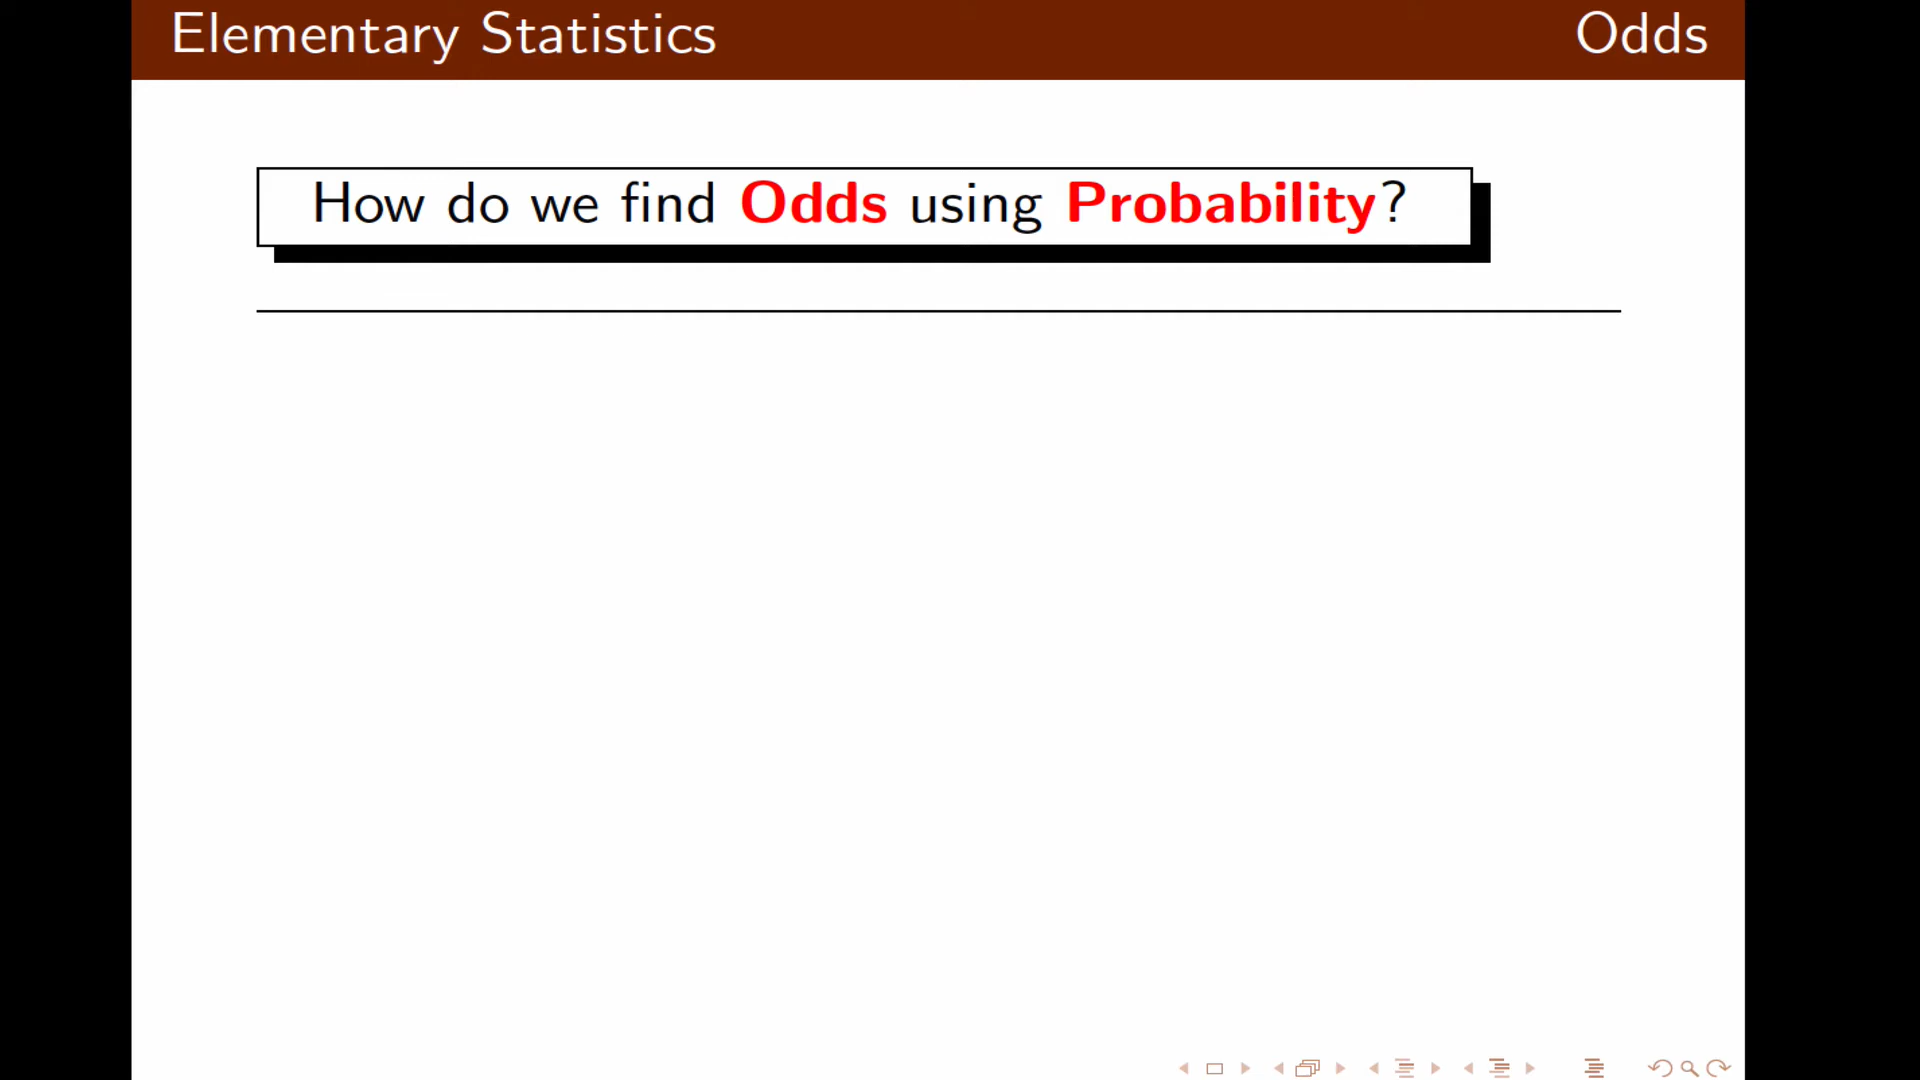 Elementary Statistics Odds
How do we find Odds using Probability?